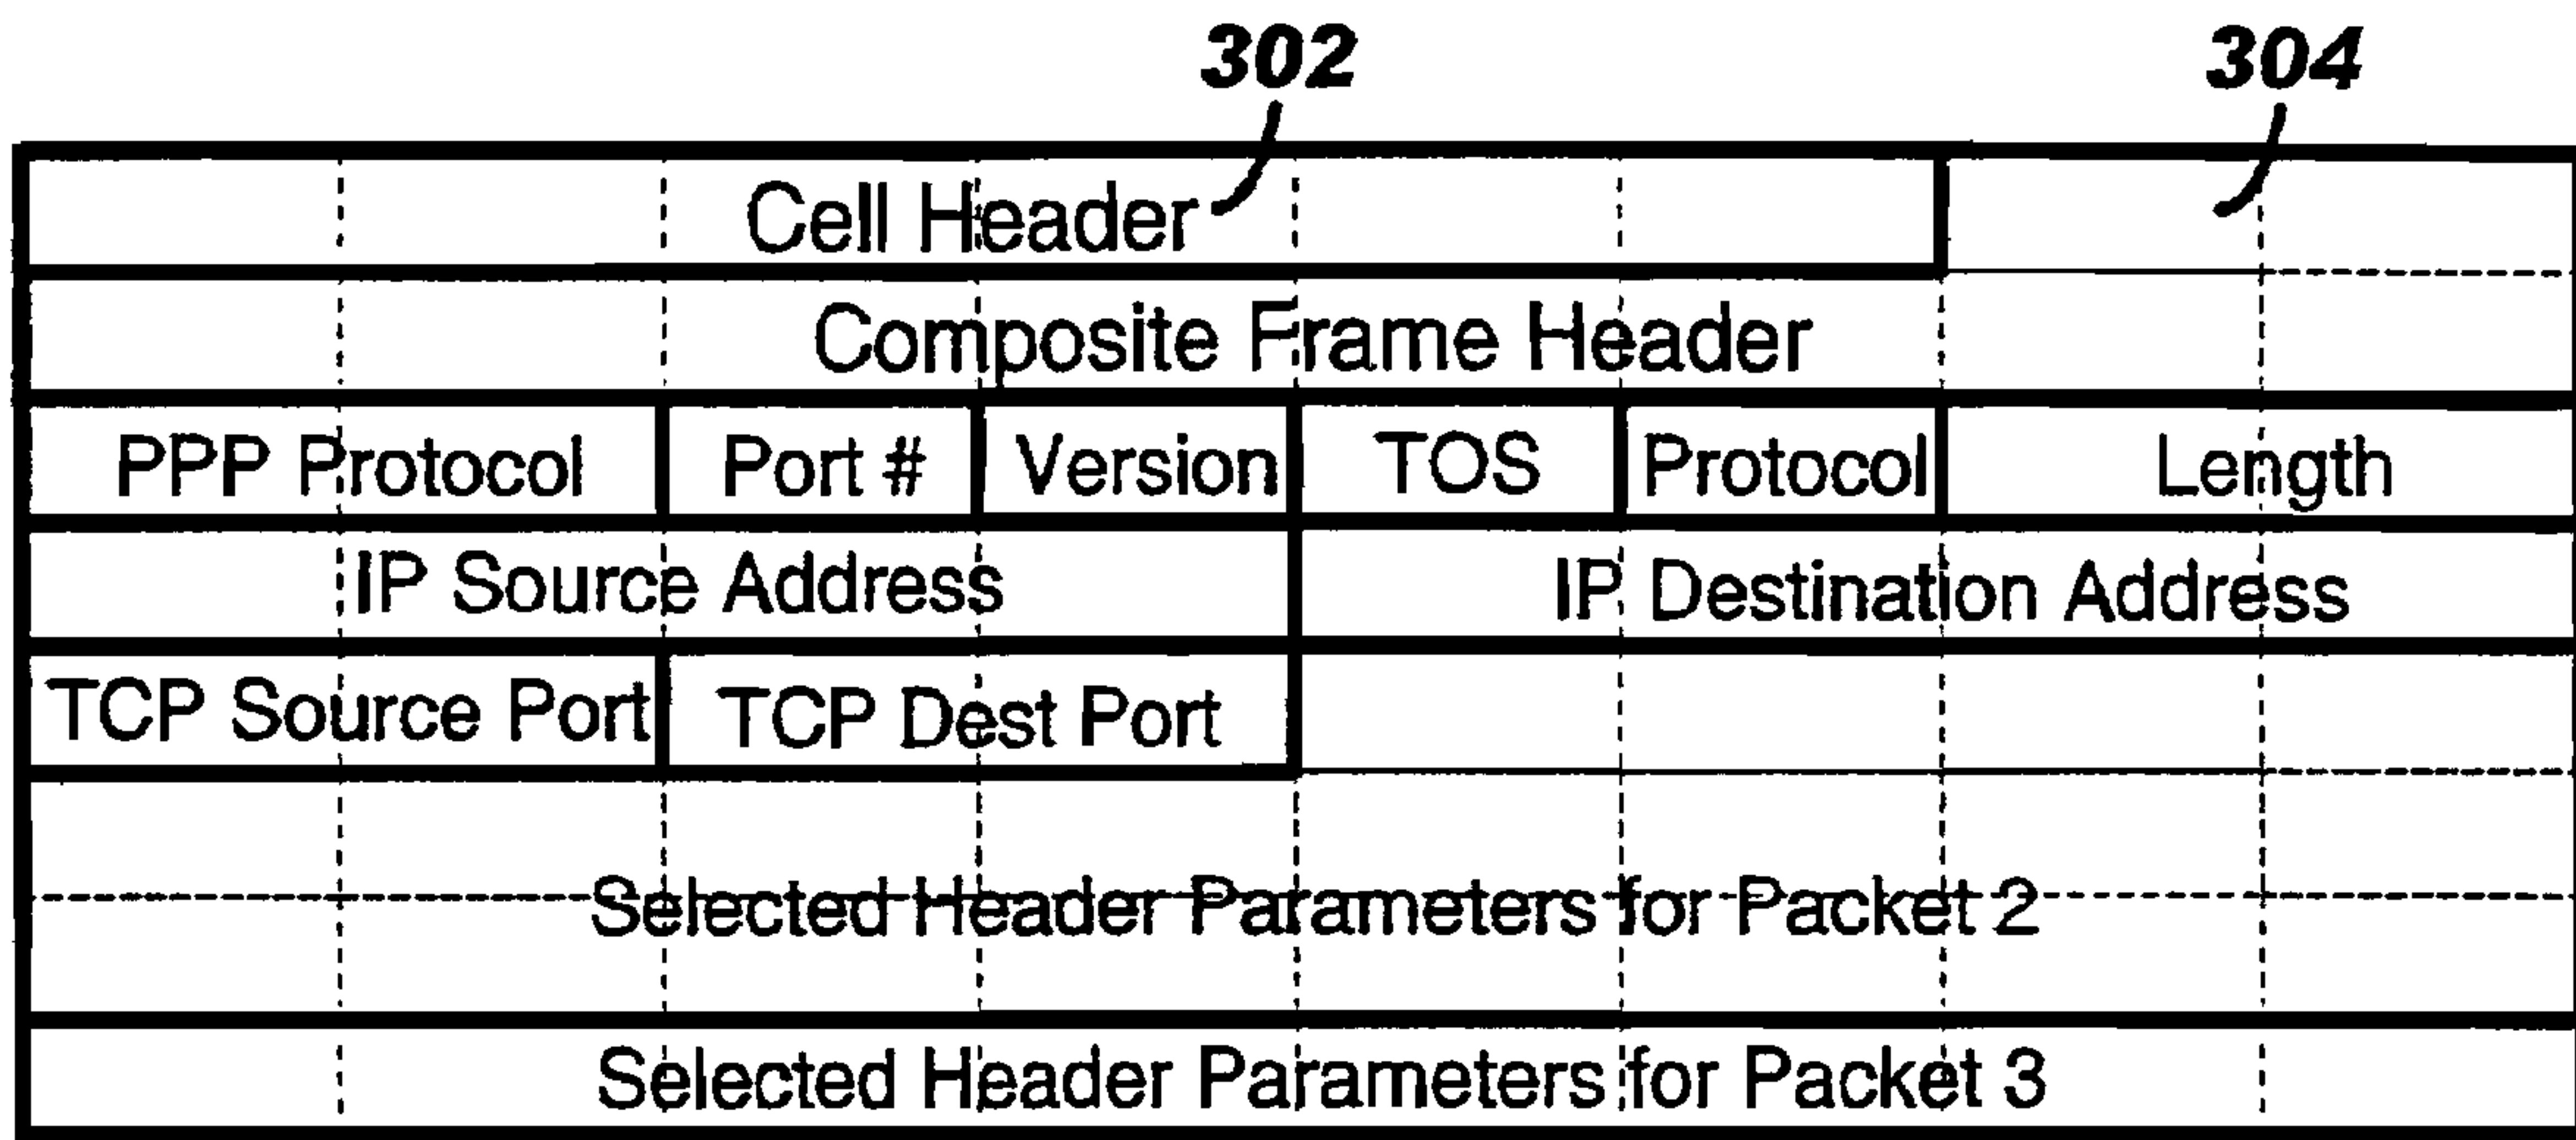 302 304
Cell Header
Composite Frame Header
PPP Protocol Port # Version TOS Protocol Length
IP Source Address IP Destination Address
TCP Source Port TCP Dest Port
Selected Header Parameters for Packet 2
Selected Header Parameters for Packet 3